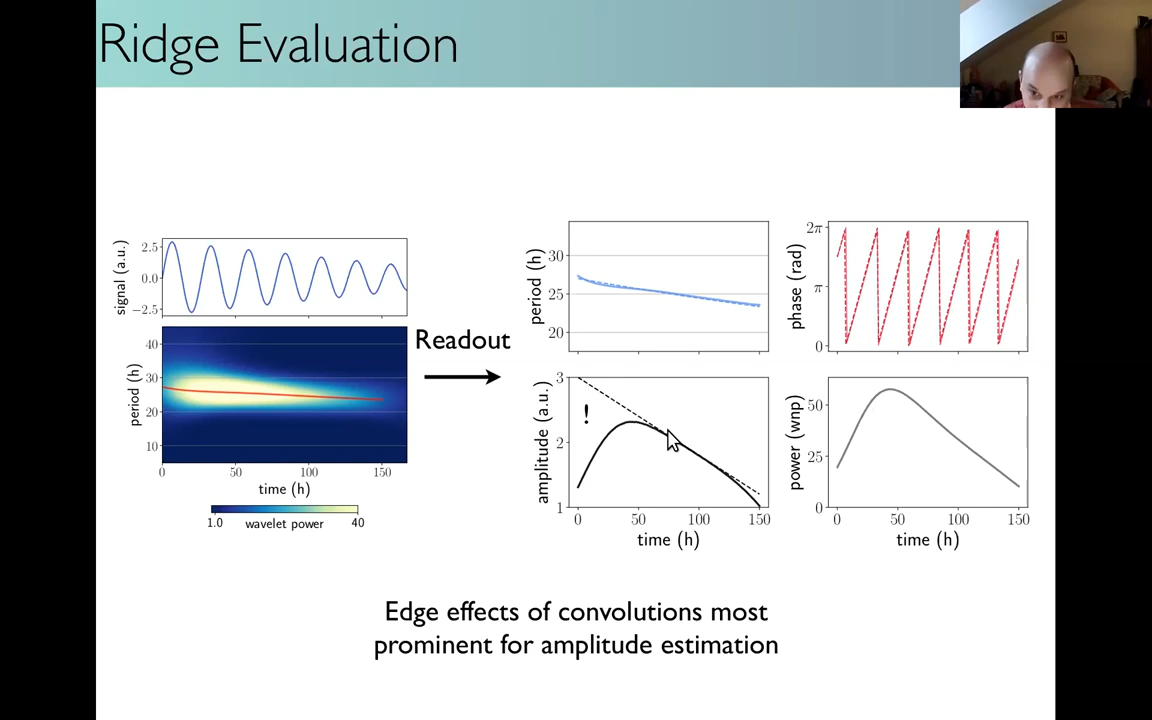 Ridge Evaluation
signal (a.u.)
2.5
0.0
−2.5
period (h)
40
30
20
10
0
50
100
150
time (h)
1.0
wavelet power
40
Readout
period (h)
30
25
20
phase (rad)
2π
π
0
amplitude (a.u.)
3
2
1
!
0
50
100
150
time (h)
power (wnp)
50
25
0
0
50
100
150
time (h)
Edge effects of convolutions most
prominent for amplitude estimation